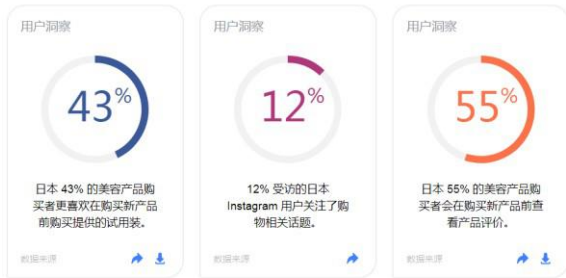 用户洞察
43%
日本 43% 的美容产品购
买者更喜欢在购买新产品
前购买提供的试用装。
数据来源
用户洞察
12%
12% 受访的日本
Instagram 用户关注了购
物相关话题。
数据来源
用户洞察
55%
日本 55% 的美容产品购
买者会在购买新产品前查
看产品评价。
数据来源